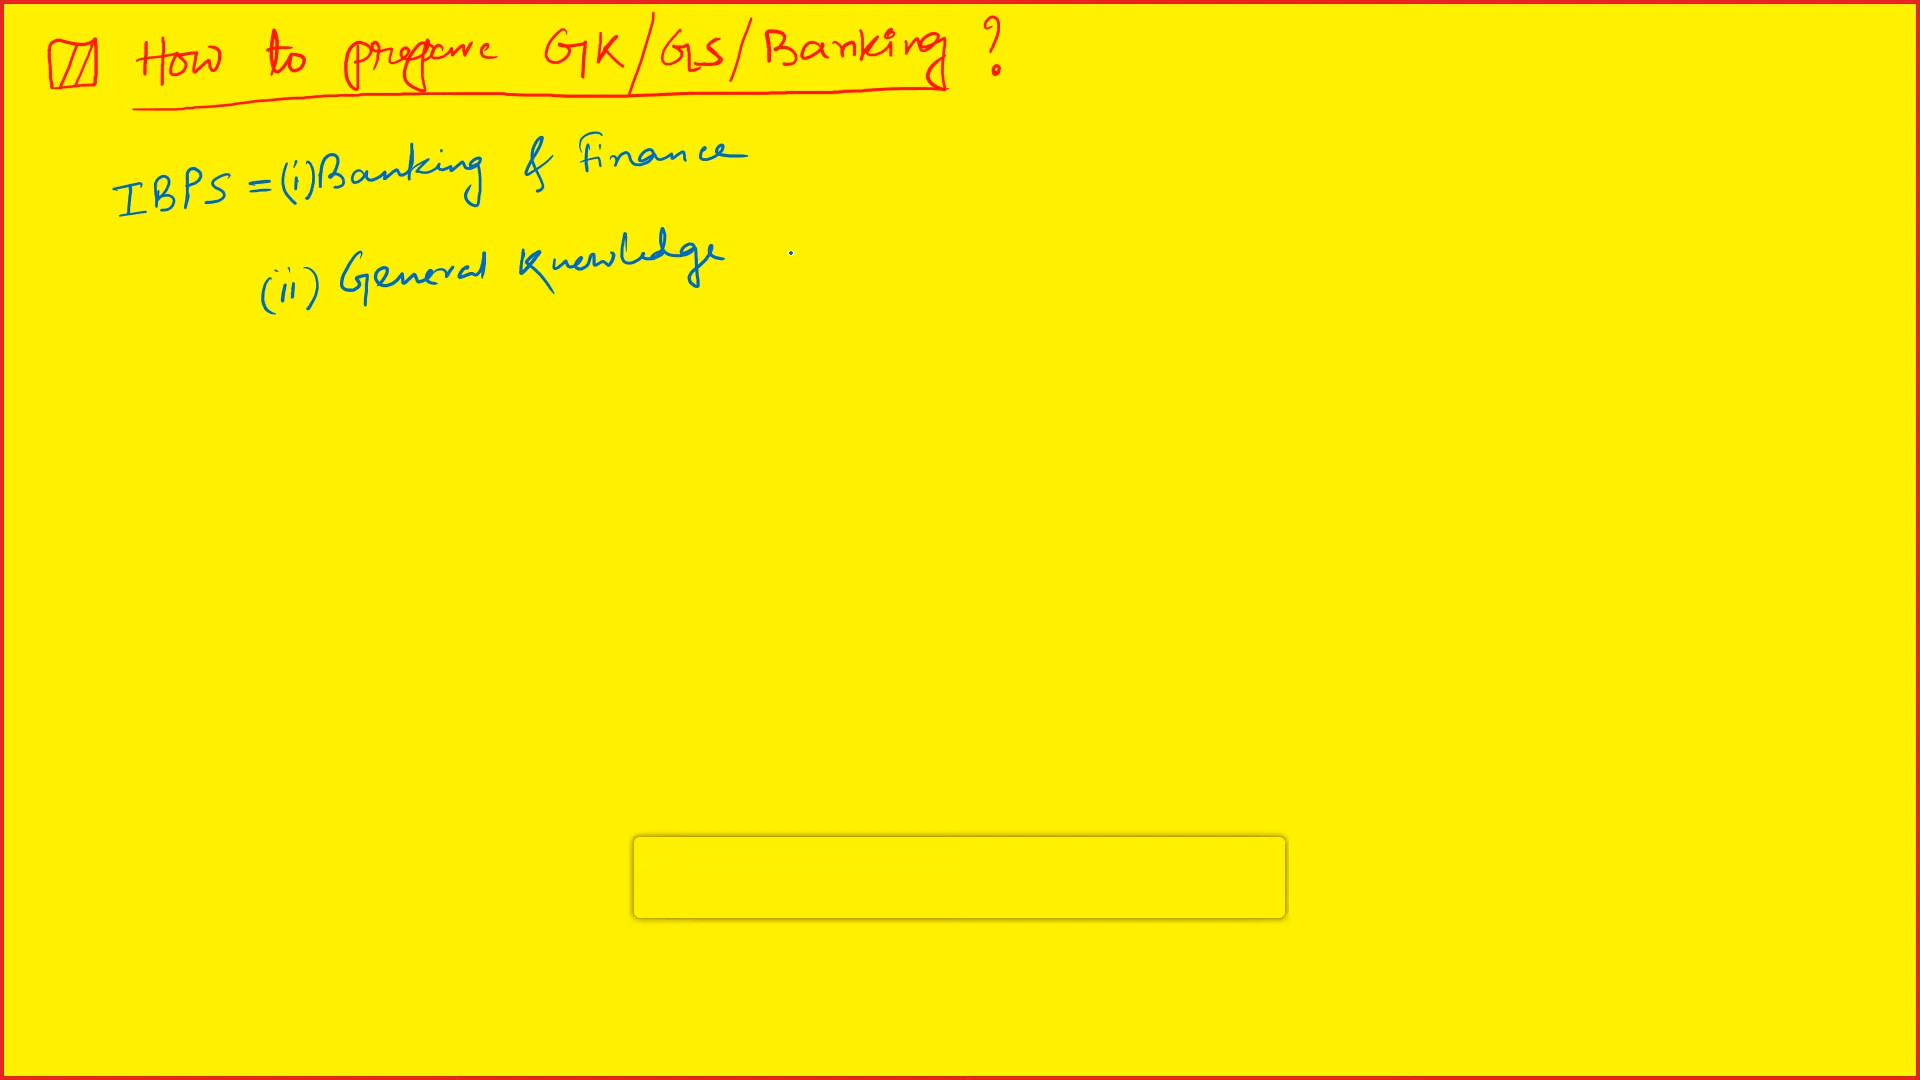 How to prepare GK/GS/Banking?
IBPS = (i) Banking & Finance
(ii) General Knowledge